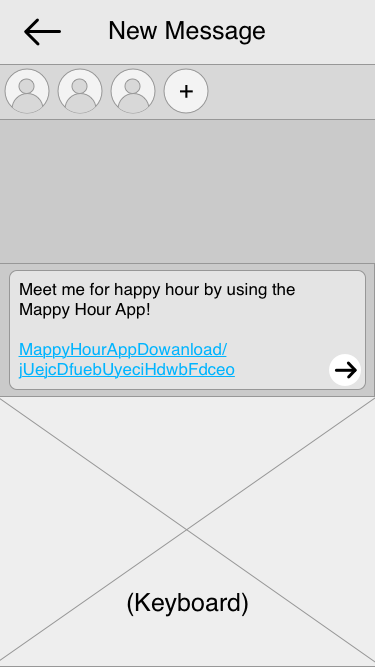 New Message
+
Meet me for happy hour by using the
Mappy Hour App!
MappyHourAppDowanload/
jUejcDfuebUyeciHdwbFdceo
(Keyboard)